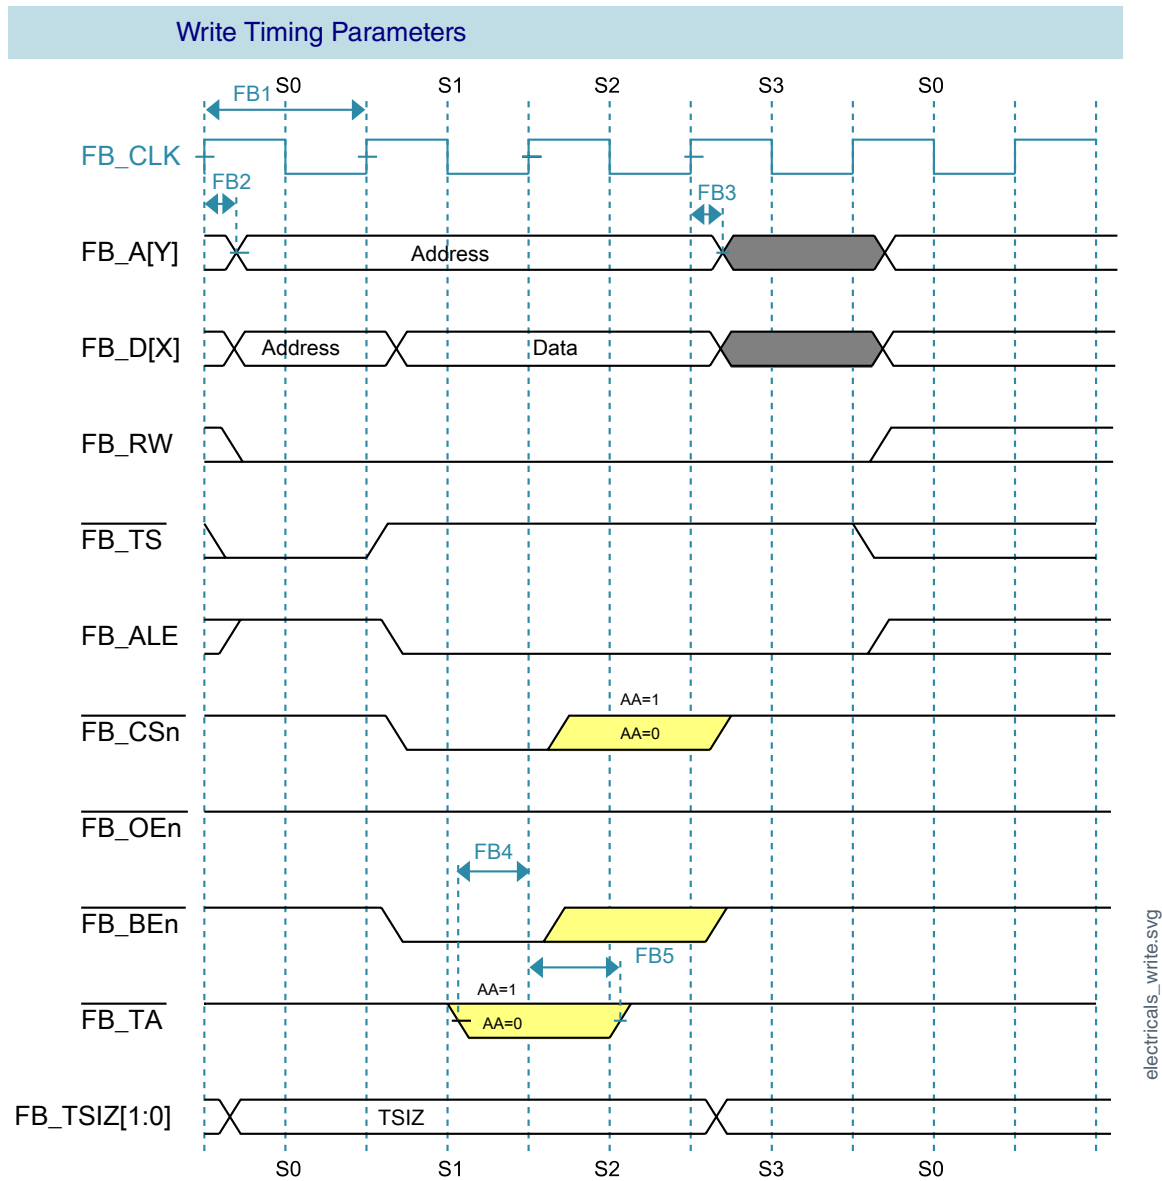 Write Timing Parameters
S0 S1 S2 S3 S0
FB1
FB_CLK
FB2
FB3
FB_A[Y]
Address
FB_D[X]
Address Data
FB_RW
FB_TS
FB_ALE
AA=1
FB_CSn
AA=0
FB_OEn
FB4
FB_BEn
FB5
AA=1
FB_TA
AA=0
FB_TSIZ[1:0]
TSIZ
S0 S1 S2 S3 S0
electricals_write.svg